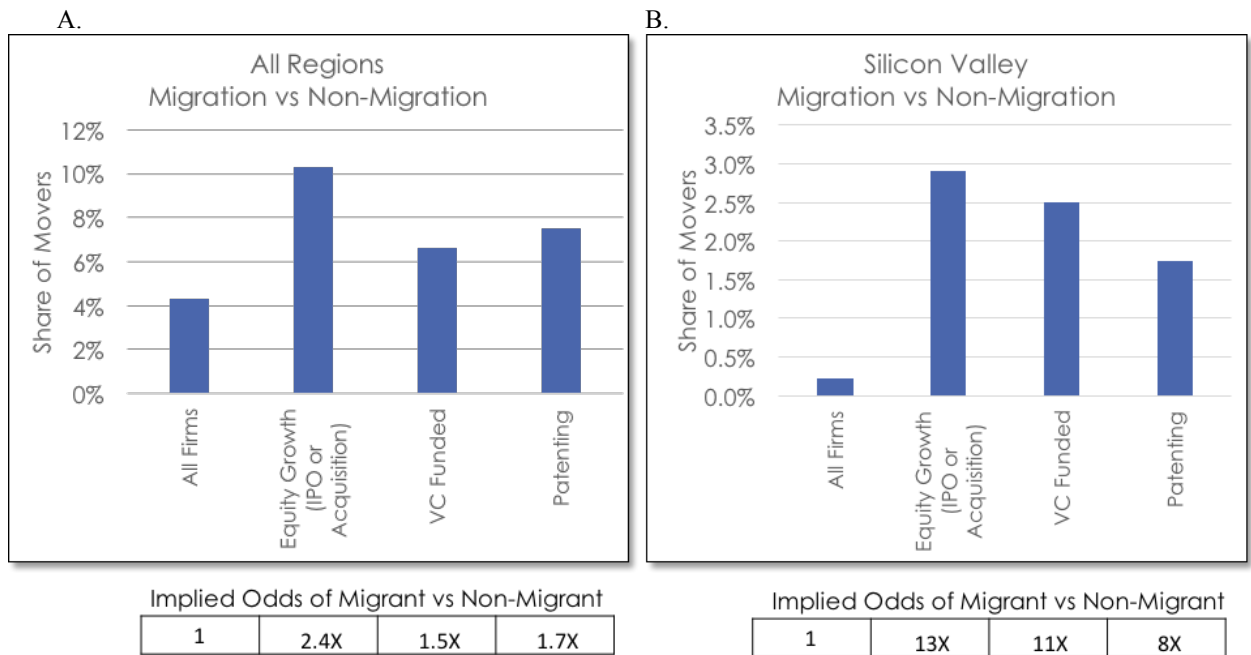 A.
All Regions
Migration vs Non-Migration
Share of Movers
12%
10%
8%
6%
4%
2%
0%
All Firms
Equity Growth
(IPO or
Acquisition)
VC Funded
Patenting
Implied Odds of Migrant vs Non-Migrant
1 2.4X 1.5X 1.7X
B.
Silicon Valley
Migration vs Non-Migration
Share of Movers
3.5%
3.0%
2.5%
2.0%
1.5%
1.0%
0.5%
0.0%
All Firms
Equity Growth
(IPO or
Acquisition)
VC Funded
Patenting
Implied Odds of Migrant vs Non-Migrant
1 13X 11X 8X